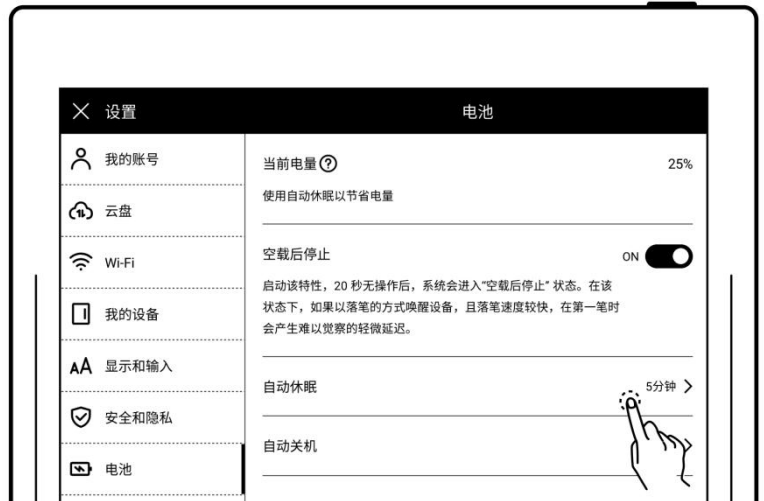 设置
电池
我的账号
云盘
Wi-Fi
我的设备
AA 显示和输入
安全和隐私
电池
当前电量? 25%
使用自动休眠以节省电量
空载后停止 ON
启动该特性，20 秒无操作后，系统会进入“空载后停止” 状态。在该
状态下，如果以落笔的方式唤醒设备，且落笔速度较快，在第一笔时
会产生难以觉察的轻微延迟。
自动休眠 5分钟
自动关机